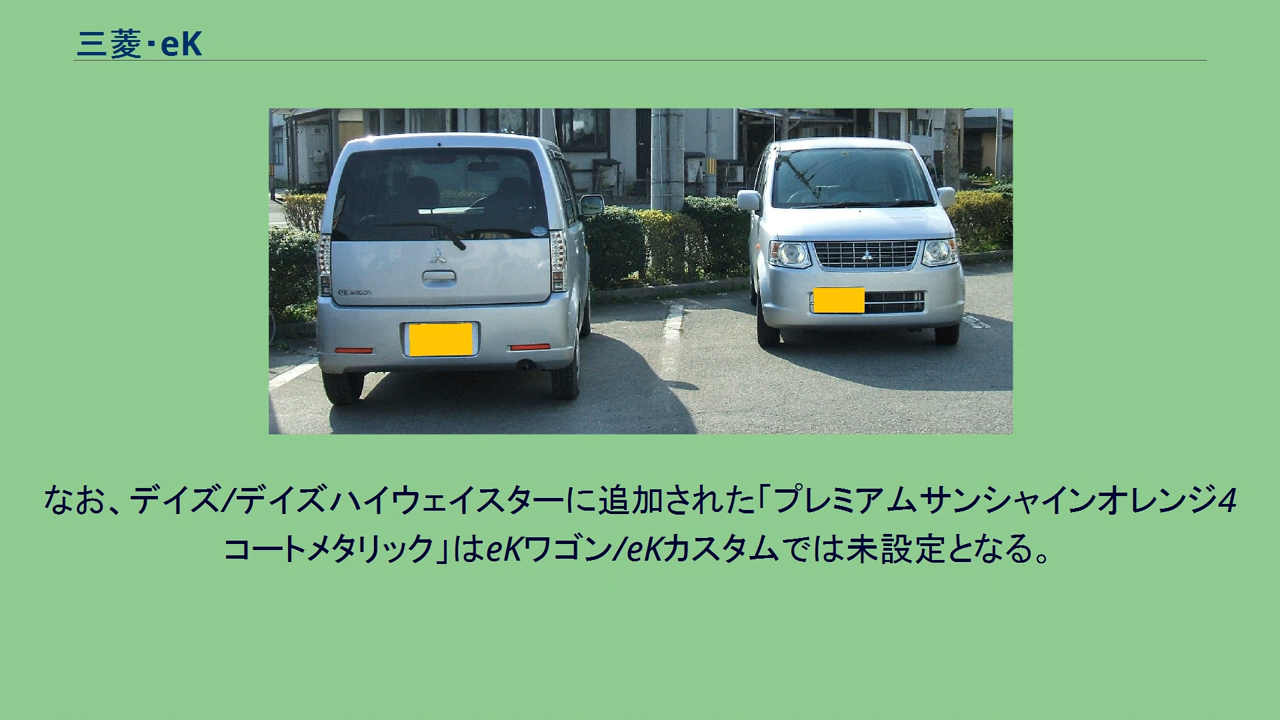 三菱・eK
eK WAGON
なお、デイズ/デイズハイウェイスターに追加された「プレミアムサンシャインオレンジ4
コートメタリック」はeKワゴン/eKカスタムでは未設定となる。